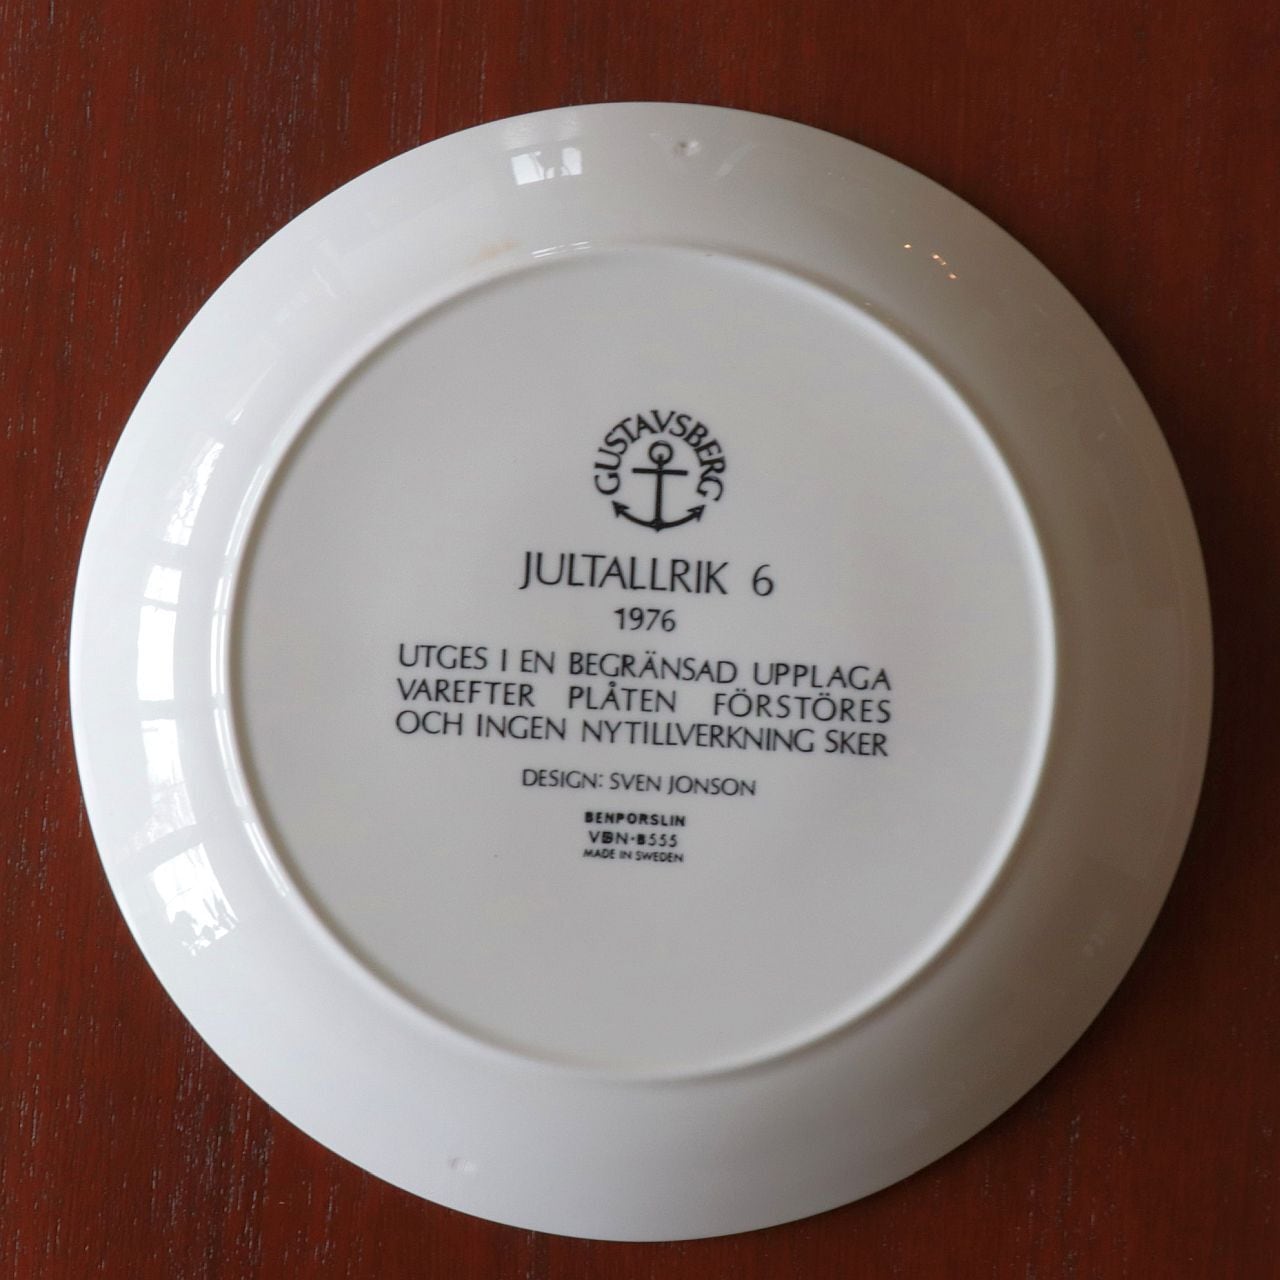 GUSTAVSBERG
JULTALLRIK 6
1976
UTGES I EN BEGRÄNSAD UPPLAGA
VAREFTER PLÅTEN FÖRSTÖRES
OCH INGEN NYTILLVERKNING SKER
DESIGN: SVEN JONSON
BENPORSLIN
VDN·B555
MADE IN SWEDEN